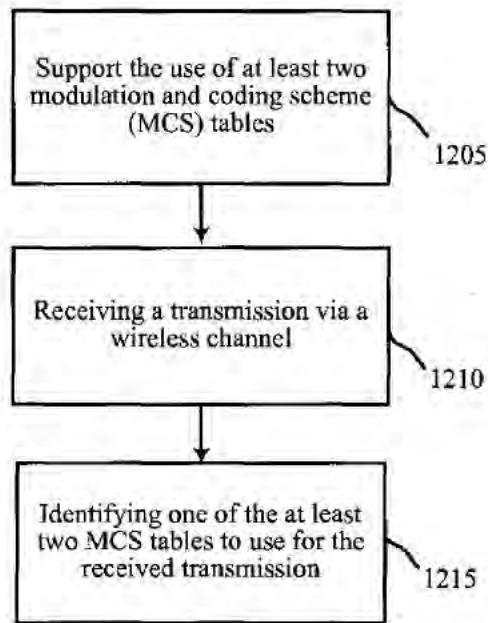 Support the use of at least two
modulation and coding scheme
(MCS) tables
1205
Receiving a transmission via a
wireless channel
1210
Identifying one of the at least
two MCS tables to use for the
received transmission
1215